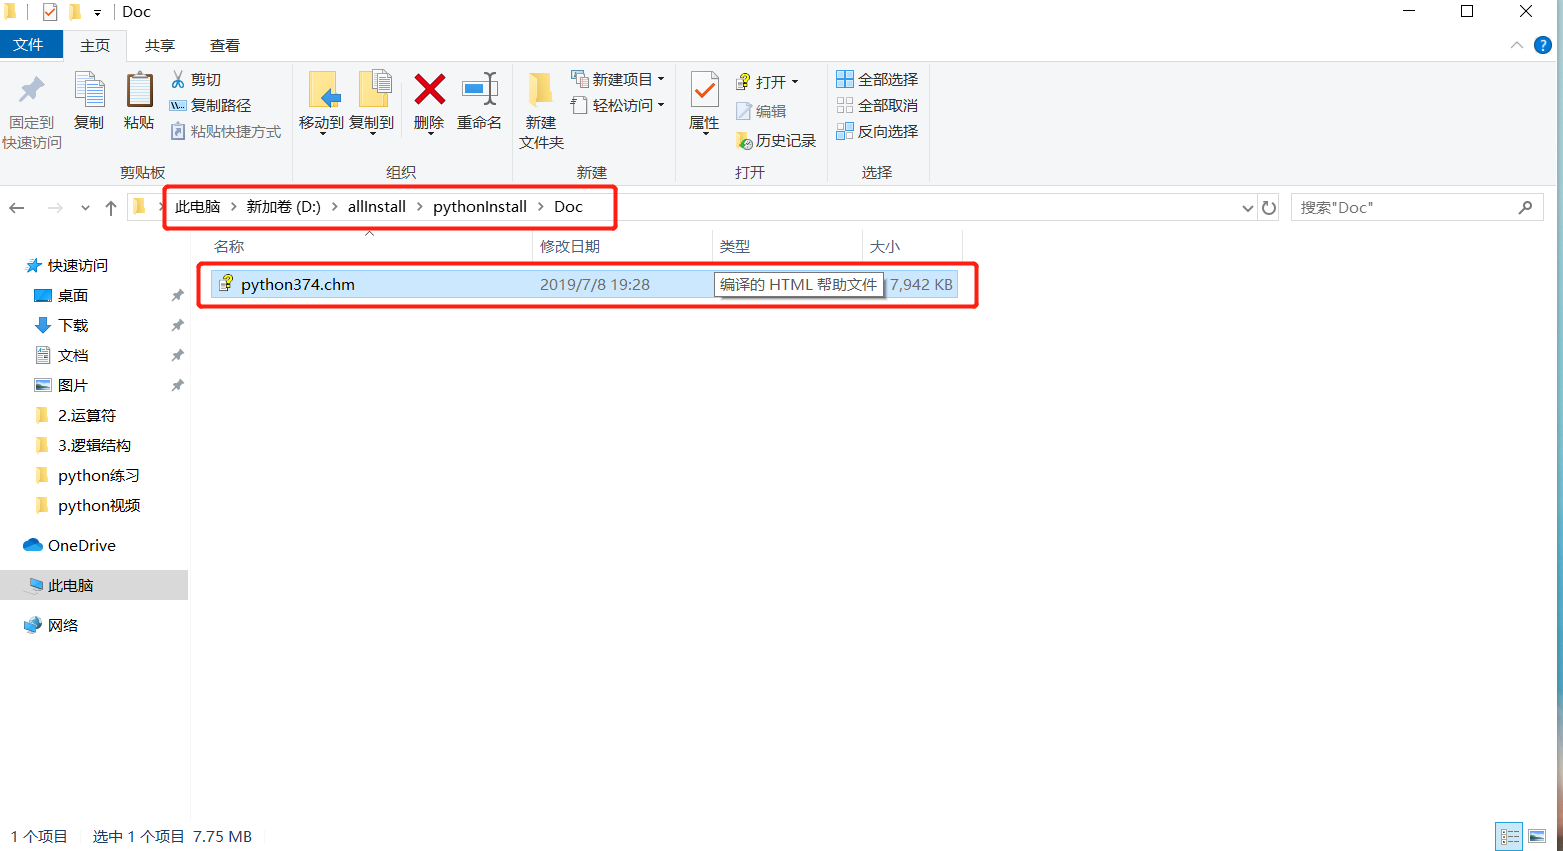 Doc
文件 主页 共享 查看
固定到
快速访问
复制
粘贴
剪切
复制路径
粘贴快捷方式
剪贴板
移动到
复制到
删除
重命名
组织
新建
文件夹
新建项目
轻松访问
新建
属性
打开
编辑
历史记录
打开
全部选择
全部取消
反向选择
选择
此电脑 > 新加卷 (D:) > allInstall > pythonInstall > Doc
搜索"Doc"
名称 修改日期 类型 大小
python374.chm 2019/7/8 19:28 编译的 HTML 帮助文件 7,942 KB
快速访问
桌面
下载
文档
图片
2.运算符
3.逻辑结构
python练习
python视频
OneDrive
此电脑
网络
1 个项目 选中 1 个项目 7.75 MB